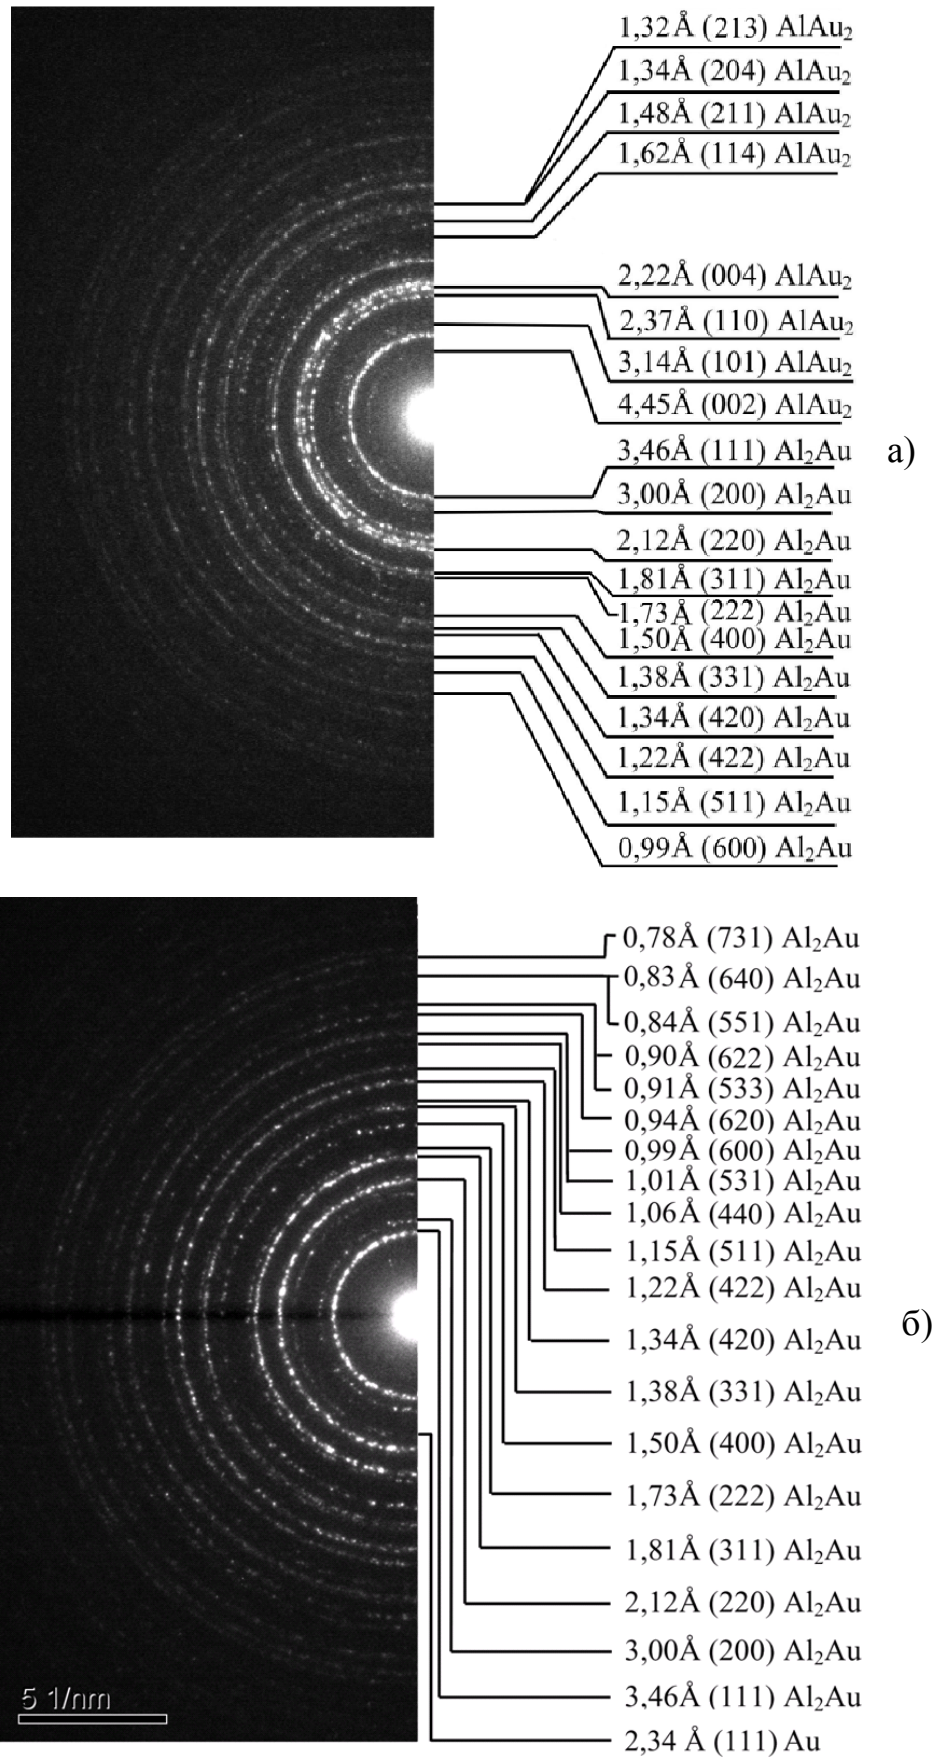 1,32Å (213) AlAu₂
1,34Å (204) AlAu₂
1,48Å (211) AlAu₂
1,62Å (114) AlAu₂
2,22Å (004) AlAu₂
2,37Å (110) AlAu₂
3,14Å (101) AlAu₂
4,45Å (002) AlAu₂
3,46Å (111) Al₂Au
а)
3,00Å (200) Al₂Au
2,12Å (220) Al₂Au
1,81Å (311) Al₂Au
1,73Å (222) Al₂Au
1,50Å (400) Al₂Au
1,38Å (331) Al₂Au
1,34Å (420) Al₂Au
1,22Å (422) Al₂Au
1,15Å (511) Al₂Au
0,99Å (600) Al₂Au
0,78Å (731) Al₂Au
0,83Å (640) Al₂Au
0,84Å (551) Al₂Au
0,90Å (622) Al₂Au
0,91Å (533) Al₂Au
0,94Å (620) Al₂Au
0,99Å (600) Al₂Au
1,01Å (531) Al₂Au
1,06Å (440) Al₂Au
1,15Å (511) Al₂Au
1,22Å (422) Al₂Au
б)
1,34Å (420) Al₂Au
1,38Å (331) Al₂Au
1,50Å (400) Al₂Au
1,73Å (222) Al₂Au
1,81Å (311) Al₂Au
2,12Å (220) Al₂Au
3,00Å (200) Al₂Au
3,46Å (111) Al₂Au
2,34 Å (111) Au
5 1/nm